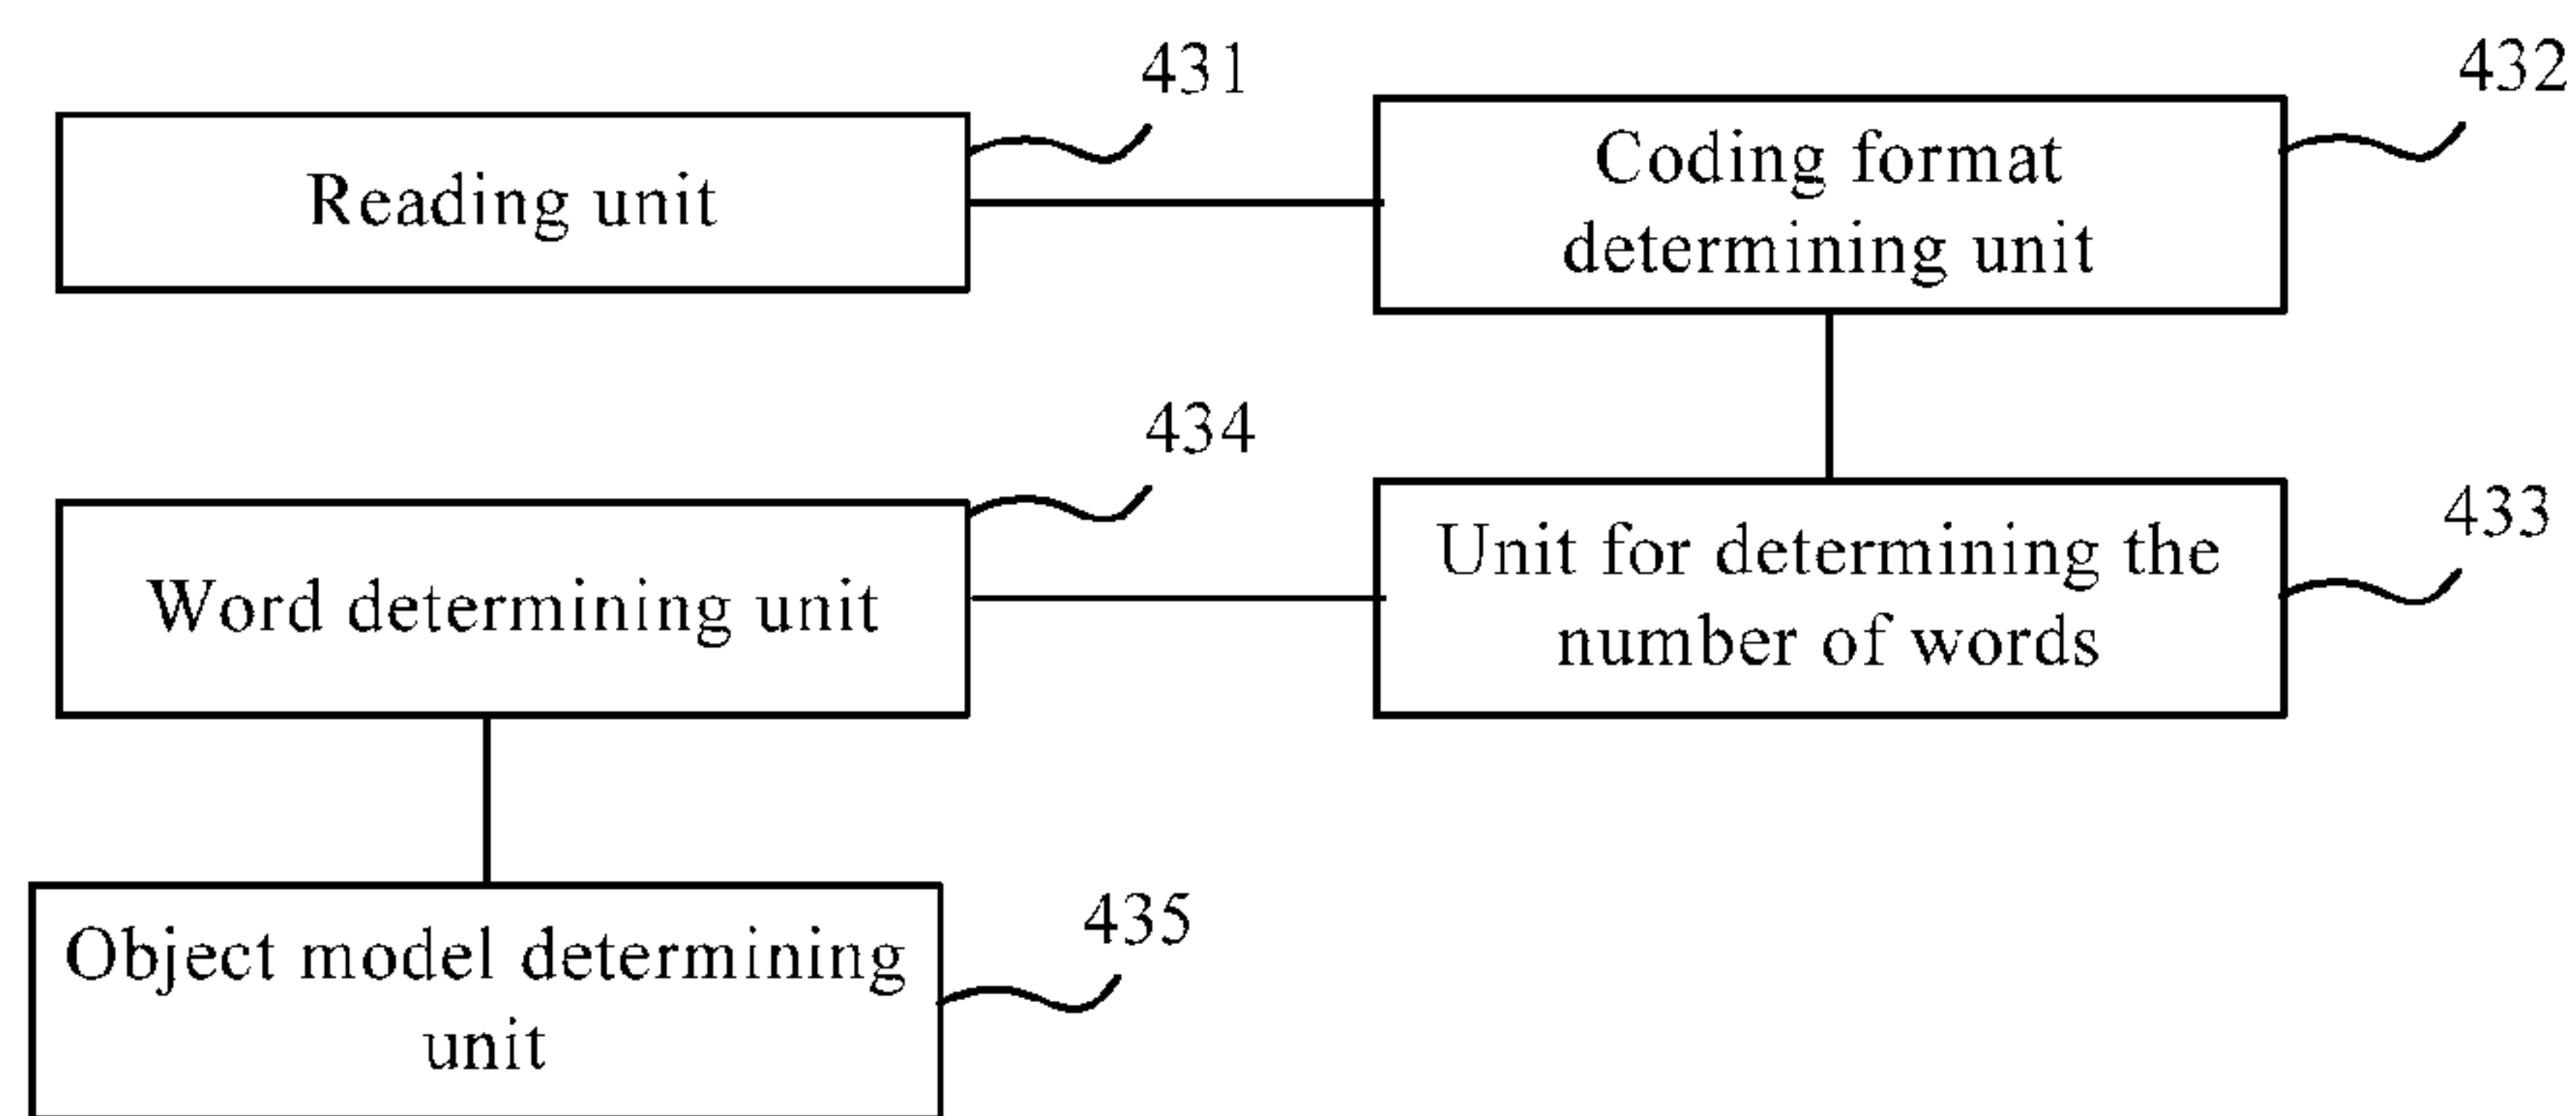 431
432
Reading unit
Coding format
determining unit
434
433
Word determining unit
Unit for determining the
number of words
435
Object model determining
unit